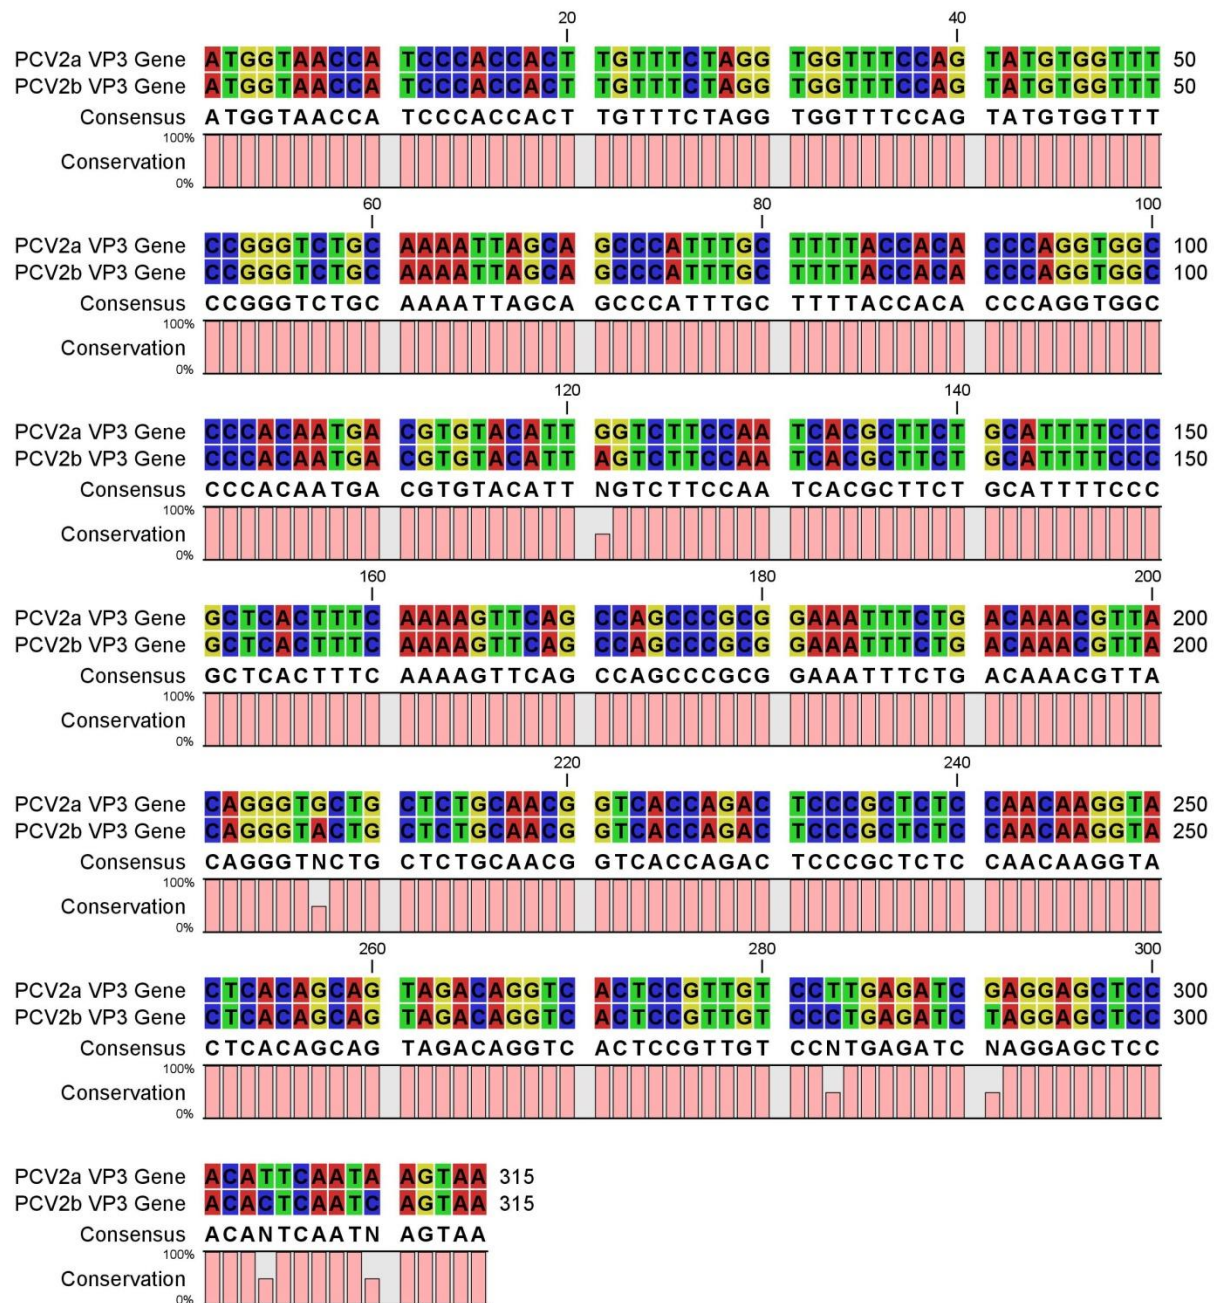 20 40
PCV2a VP3 Gene ATGGTAACCA TCCCACCACT TGTTTCTAGG TGGTTTCCAG TATGTGGTTT 50
PCV2b VP3 Gene ATGGTAACCA TCCCACCACT TGTTTCTAGG TGGTTTCCAG TATGTGGTTT 50
Consensus ATGGTAACCA TCCCACCACT TGTTTCTAGG TGGTTTCCAG TATGTGGTTT
100%
Conservation
0%
60 80 100
PCV2a VP3 Gene CCGGGTCTGC AAAATTAGCA GCCCATTTGC TTTTACCACA CCCAGGTGGC 100
PCV2b VP3 Gene CCGGGTCTGC AAAATTAGCA GCCCATTTGC TTTTACCACA CCCAGGTGGC 100
Consensus CCGGGTCTGC AAAATTAGCA GCCCATTTGC TTTTACCACA CCCAGGTGGC
100%
Conservation
0%
120 140
PCV2a VP3 Gene CCCACAATGA CGTGTACATT GGTCTTCCAA TCACGCTTCT GCATTTTCCC 150
PCV2b VP3 Gene CCCACAATGA CGTGTACATT AGTCTTCCAA TCACGCTTCT GCATTTTCCC 150
Consensus CCCACAATGA CGTGTACATT NGTCTTCCAA TCACGCTTCT GCATTTTCCC
100%
Conservation
0%
160 180 200
PCV2a VP3 Gene GCTCACTTTC AAAAGTTCAG CCAGCCCGCG GAAATTTCTG ACAAACGTTA 200
PCV2b VP3 Gene GCTCACTTTC AAAAGTTCAG CCAGCCCGCG GAAATTTCTG ACAAACGTTA 200
Consensus GCTCACTTTC AAAAGTTCAG CCAGCCCGCG GAAATTTCTG ACAAACGTTA
100%
Conservation
0%
220 240
PCV2a VP3 Gene CAGGGTGCTG CTCTGCAACG GTCACCAGAC TCCCGCTCTC CAACAAGGTA 250
PCV2b VP3 Gene CAGGGTACTG CTCTGCAACG GTCACCAGAC TCCCGCTCTC CAACAAGGTA 250
Consensus CAGGGTNCTG CTCTGCAACG GTCACCAGAC TCCCGCTCTC CAACAAGGTA
100%
Conservation
0%
260 280 300
PCV2a VP3 Gene CTCACAGCAG TAGACAGGTC ACTCCGTTGT CCTTGAGATC GAGGAGCTCC 300
PCV2b VP3 Gene CTCACAGCAG TAGACAGGTC ACTCCGTTGT CCCTGAGATC TAGGAGCTCC 300
Consensus CTCACAGCAG TAGACAGGTC ACTCCGTTGT CCNTGAGATC NAGGAGCTCC
100%
Conservation
0%
PCV2a VP3 Gene ACATTCAATA AGTAA 315
PCV2b VP3 Gene ACACTCAATC AGTAA 315
Consensus ACANTCAATN AGTAA
100%
Conservation
0%